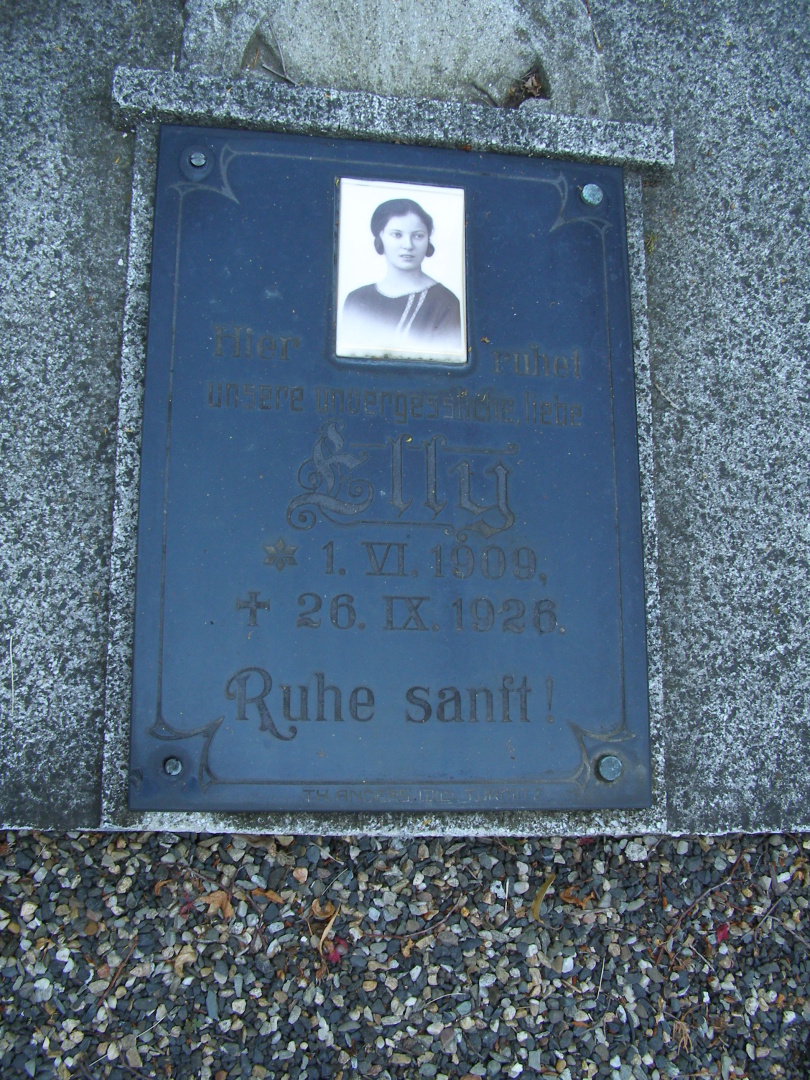 Hier ruhet
unsere unvergessliche, liebe
Elly
* 1. VI. 1909,
✝ 26. IX. 1926.
Ruhe sanft!